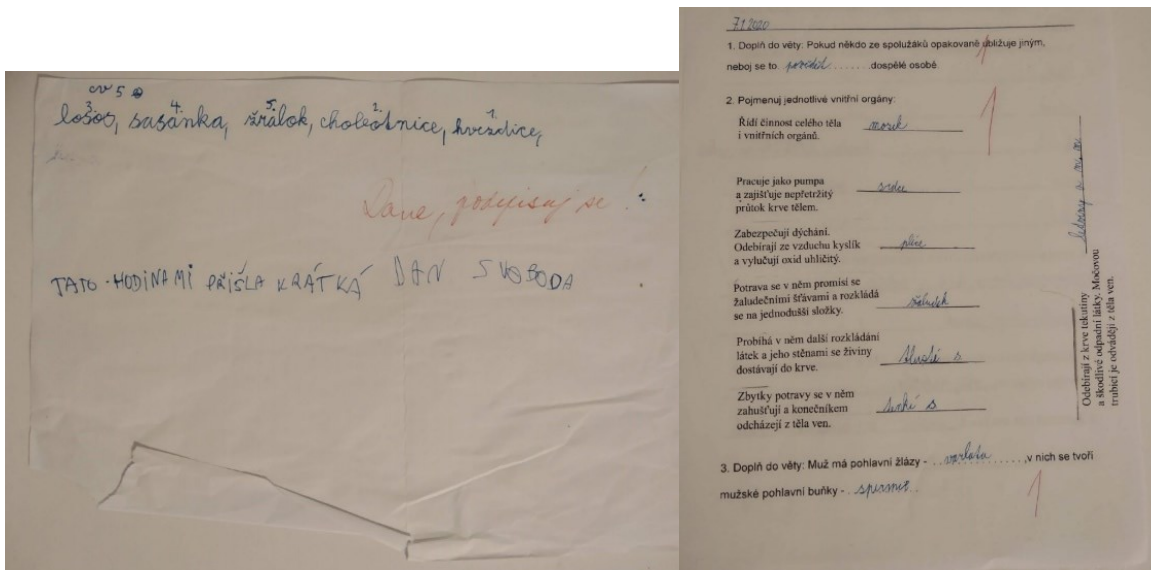 cv 5
3. 4. 5. 2. 1.
losos, sasanka, žralok, chobotnice, hvězdice,
Dane, podepisuj se!
TATO-HODINAMI PŘIŠLA KRÁTKÁ DAN SVOBODA
7.1.2020
1. Doplň do věty: Pokud někdo ze spolužáků opakovaně ubližuje jiným,
neboj se to ..... dospělé osobě.
2. Pojmenuj jednotlivé vnitřní orgány:
Řídí činnost celého těla
i vnitřních orgánů. mozek
Pracuje jako pumpa
a zajišťuje nepřetržitý srdce
průtok krve tělem.
Zabezpečují dýchání.
Odebírají ze vzduchu kyslík plíce
a vylučují oxid uhličitý.
Potrava se v něm promísí se
žaludečními šťávami a rozkládá žaludek
se na jednodušší složky.
Probíhá v něm další rozkládání
látek a jeho stěnami se živiny s
dostávají do krve.
Zbytky potravy se v něm
zahušťují a konečníkem s
odcházejí z těla ven.
ledviny a m. m.
Odebírají z krve tekutiny
a škodlivé odpadní látky. Močovou
trubicí je odvádějí z těla ven.
3. Doplň do věty: Muž má pohlavní žlázy - varlata, v nich se tvoří
mužské pohlavní buňky - spermie
1
1